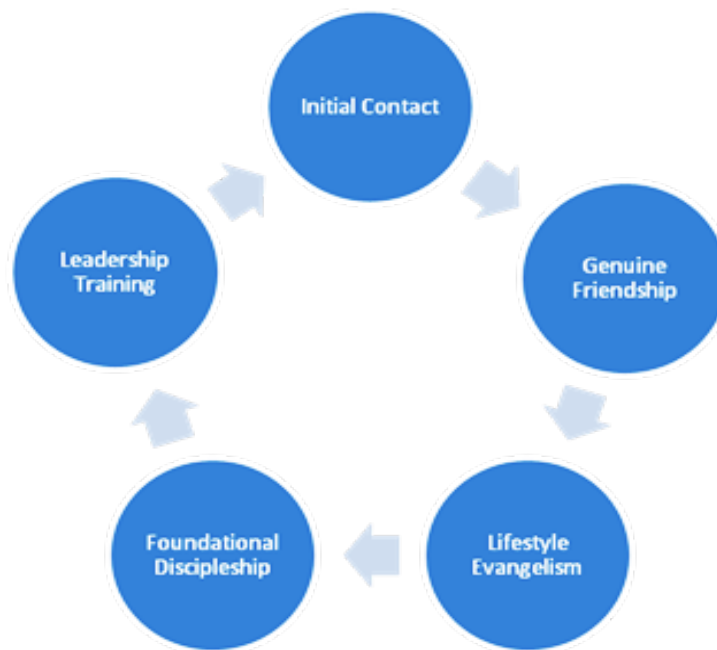 Initial Contact
Genuine
Friendship
Lifestyle
Evangelism
Foundational
Discipleship
Leadership
Training